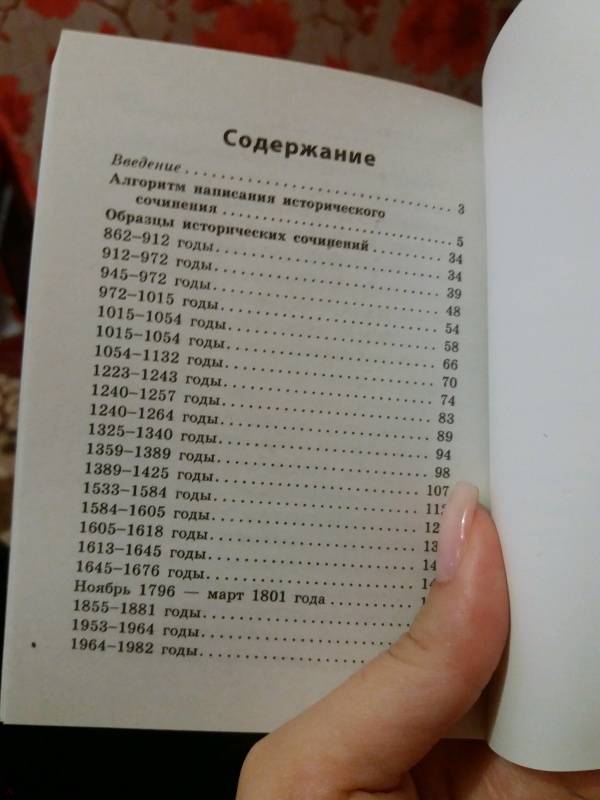 Содержание
Введение . . . . . . . . . . . . . . . . . . . . 3
Алгоритм написания исторического
сочинения . . . . . . . . . . . . . . . . . . . . 5
Образцы исторических сочинений . . . . . . . . 34
862–912 годы . . . . . . . . . . . . . . . . . . . . 34
912–972 годы . . . . . . . . . . . . . . . . . . . . 39
945–972 годы . . . . . . . . . . . . . . . . . . . . 48
972–1015 годы . . . . . . . . . . . . . . . . . . . . 54
1015–1054 годы . . . . . . . . . . . . . . . . . . . . 58
1015–1054 годы . . . . . . . . . . . . . . . . . . . . 66
1054–1132 годы . . . . . . . . . . . . . . . . . . . . 70
1223–1243 годы . . . . . . . . . . . . . . . . . . . . 74
1240–1257 годы . . . . . . . . . . . . . . . . . . . . 83
1240–1264 годы . . . . . . . . . . . . . . . . . . . . 89
1325–1340 годы . . . . . . . . . . . . . . . . . . . . 94
1359–1389 годы . . . . . . . . . . . . . . . . . . . . 98
1389–1425 годы . . . . . . . . . . . . . . . . . . . . 107
1533–1584 годы . . . . . . . . . . . . . . . . . . . .
1584–1605 годы . . . . . . . . . . . . . . . . . . . .
1605–1618 годы . . . . . . . . . . . . . . . . . . . .
1613–1645 годы . . . . . . . . . . . . . . . . . . . .
1645–1676 годы . . . . . . . . . . . . . . . . . . . .
Ноябрь 1796 — март 1801 года . . . . . . . . . .
1855–1881 годы . . . . . . . . . . . . . . . . . . . .
1953–1964 годы . . . . . . . . . . . . . . . . . . . .
1964–1982 годы . . . . . . . . . . . . . . . . . . . .